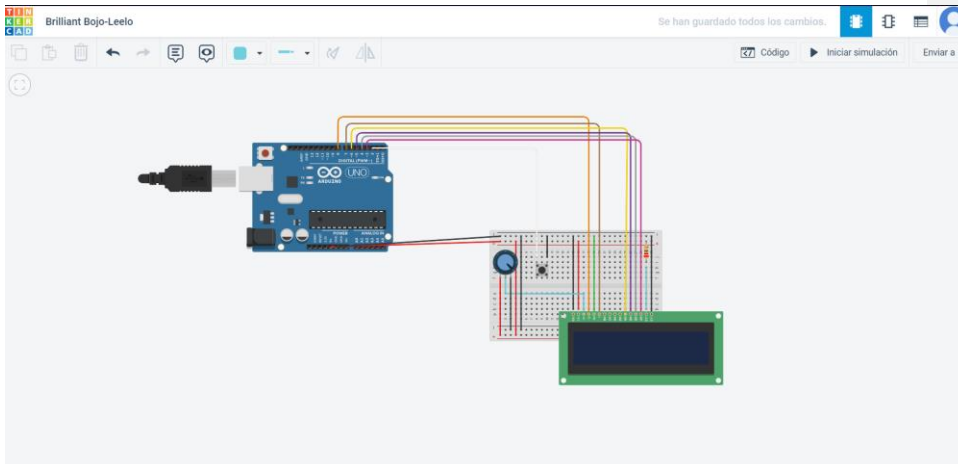 TIN
KER
CAD
Brilliant Bojo-Leelo
Se han guardado todos los cambios.
Código
Iniciar simulación
Enviar a
DIGITAL (PWM~)
UNO
ARDUINO
POWER
ANALOG IN